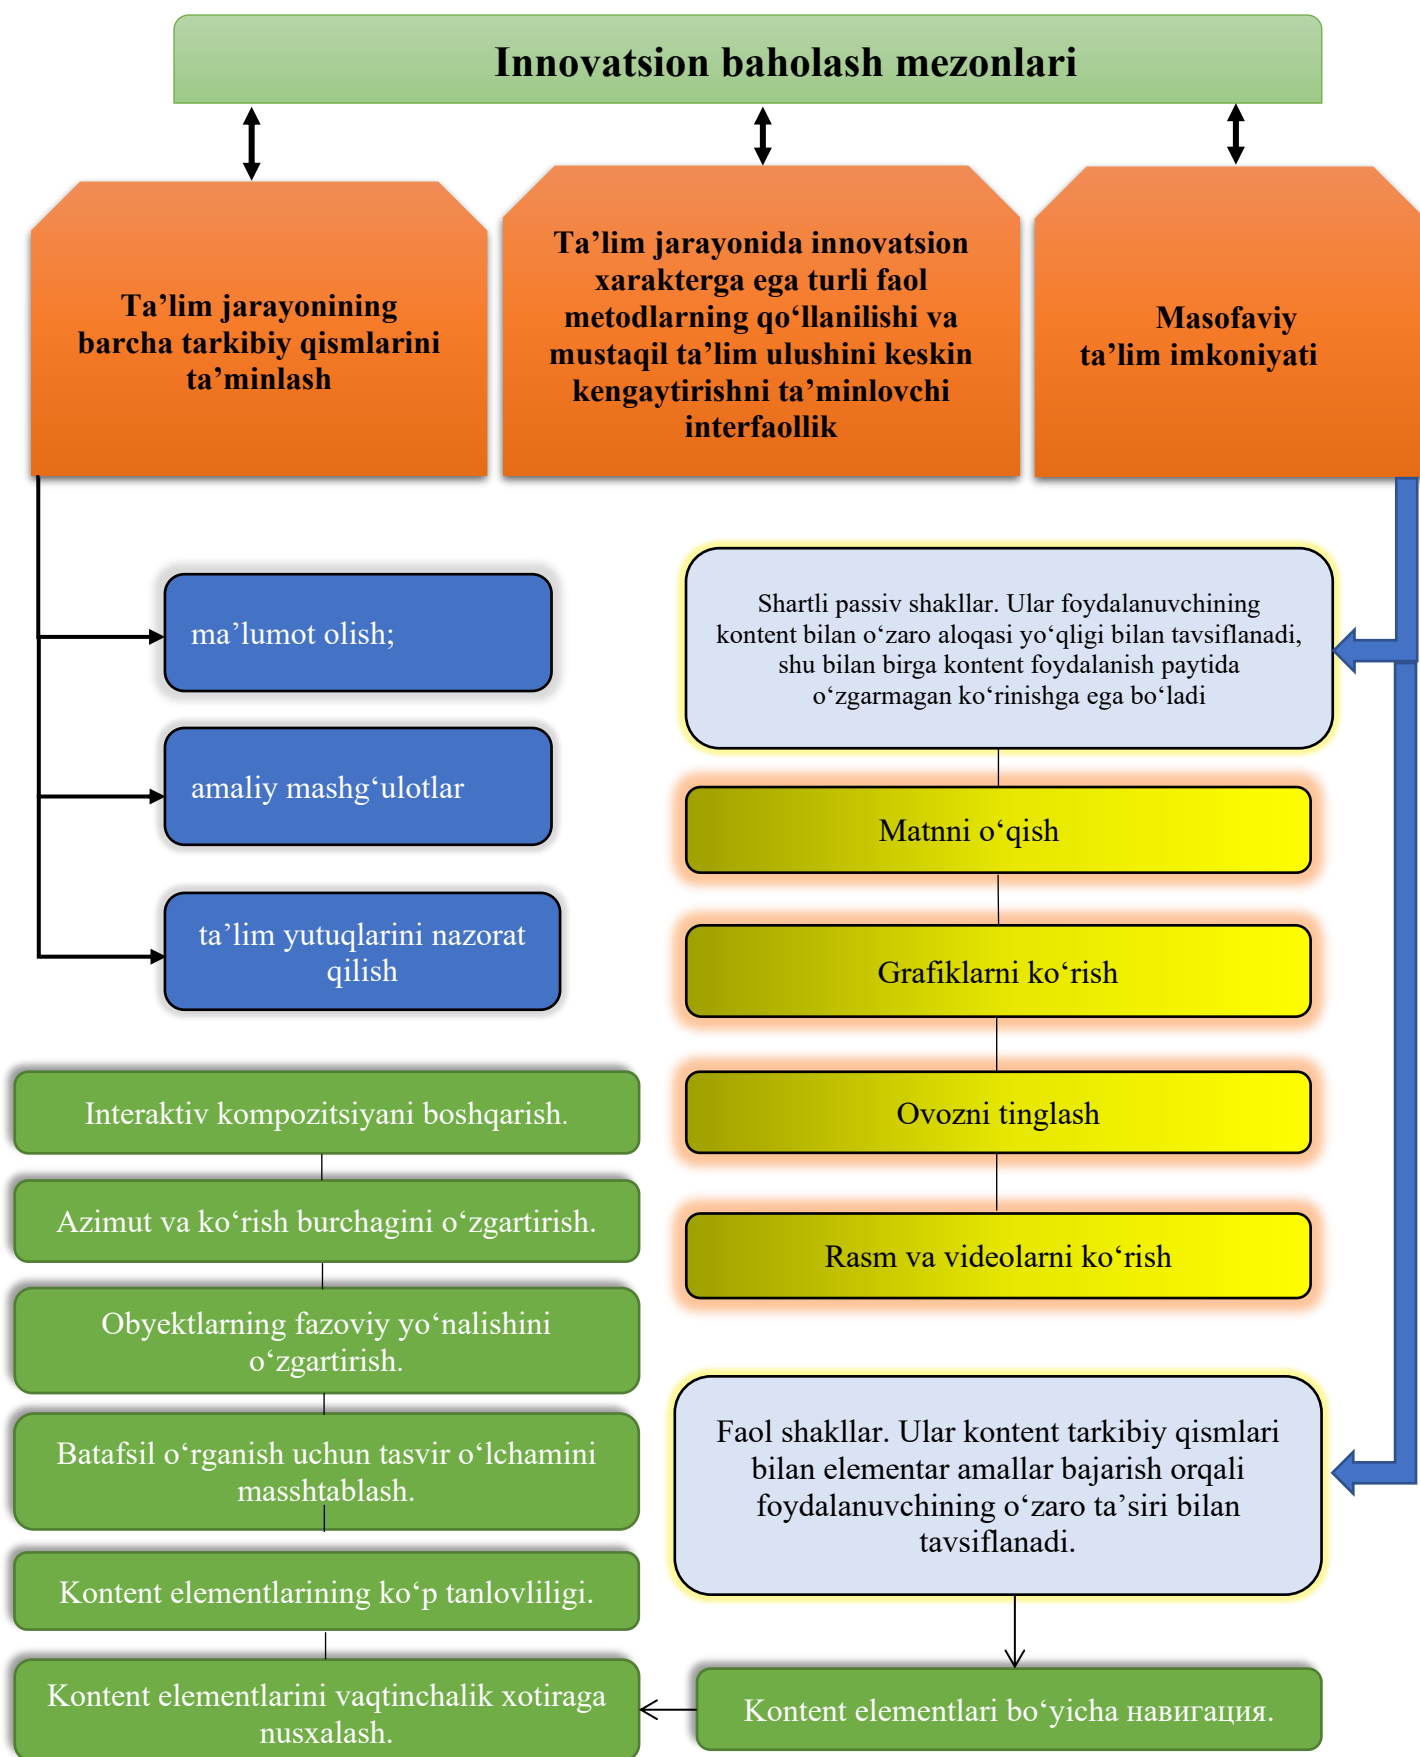 Innovatsion baholash mezonlari
Ta’lim jarayonining
barcha tarkibiy qismlarini
ta’minlash
Ta’lim jarayonida innovatsion
xarakterga ega turli faol
metodlarning qo‘llanilishi va
mustaqil ta’lim ulushini keskin
kengaytirishni ta’minlovchi
interfaollik
Masofaviy
ta’lim imkoniyati
ma’lumot olish;
amaliy mashg‘ulotlar
ta’lim yutuqlarini nazorat
qilish
Shartli passiv shakllar. Ular foydalanuvchining
kontent bilan o‘zaro aloqasi yo‘qligi bilan tavsiflanadi,
shu bilan birga kontent foydalanish paytida
o‘zgarmagan ko‘rinishga ega bo‘ladi
Matnni o‘qish
Grafiklarni ko‘rish
Ovozni tinglash
Rasm va videolarni ko‘rish
Interaktiv kompozitsiyani boshqarish.
Azimut va ko‘rish burchagini o‘zgartirish.
Obyektlarning fazoviy yo‘nalishini
o‘zgartirish.
Batafsil o‘rganish uchun tasvir o‘lchamini
masshtablash.
Kontent elementlarining ko‘p tanlovliligi.
Kontent elementlarini vaqtinchalik xotiraga
nusxalash.
Faol shakllar. Ular kontent tarkibiy qismlari
bilan elementar amallar bajarish orqali
foydalanuvchining o‘zaro ta’siri bilan
tavsiflanadi.
Kontent elementlari bo‘yicha навигация.